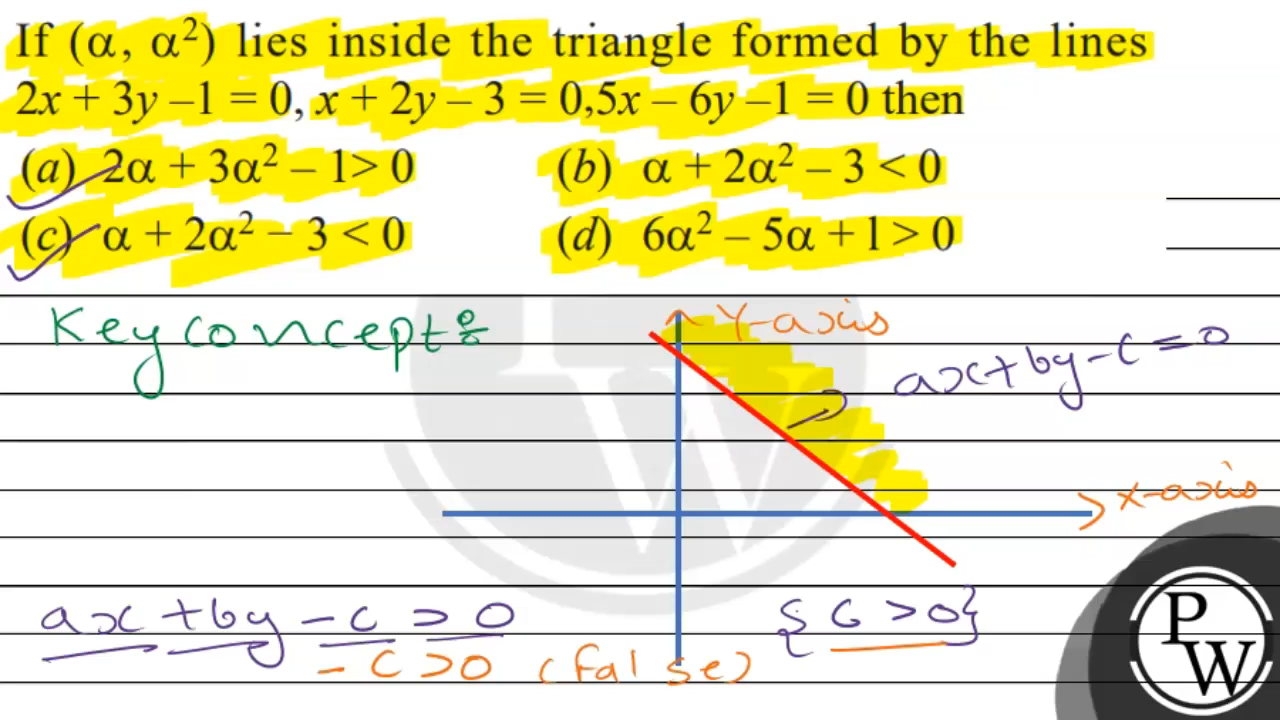 If (α, α²) lies inside the triangle formed by the lines
2x + 3y –1 = 0, x + 2y – 3 = 0,5x – 6y –1 = 0 then
(a) 2α + 3α² – 1> 0 (b) α + 2α² – 3 < 0
(c) α + 2α² – 3 < 0 (d) 6α² – 5α + 1 > 0
Key concept:
Y-axis
ax+by-c=0
x-axis
ax+by-c>0 {c>0}
-c>0 (false)
PW